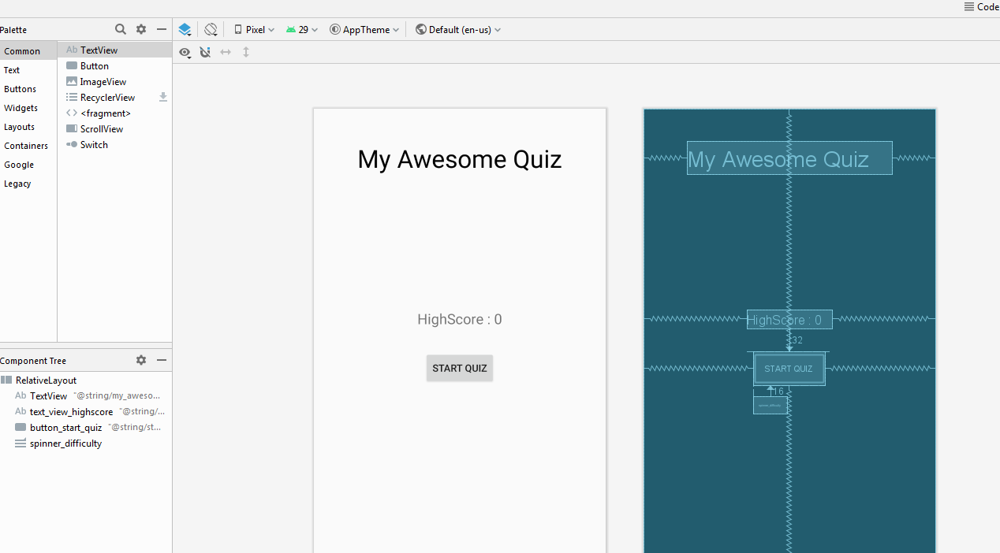 Code
Palette
Pixel
29
AppTheme
Default (en-us)
Common
Text
Buttons
Widgets
Layouts
Containers
Google
Legacy
Ab TextView
Button
ImageView
RecyclerView
<fragment>
ScrollView
Switch
My Awesome Quiz
HighScore : 0
START QUIZ
My Awesome Quiz
HighScore : 0
32
START QUIZ
16
spinner_difficulty
Component Tree
RelativeLayout
Ab TextView "@string/my_aweso...
Ab text_view_highscore "@string/...
button_start_quiz "@string/st...
spinner_difficulty